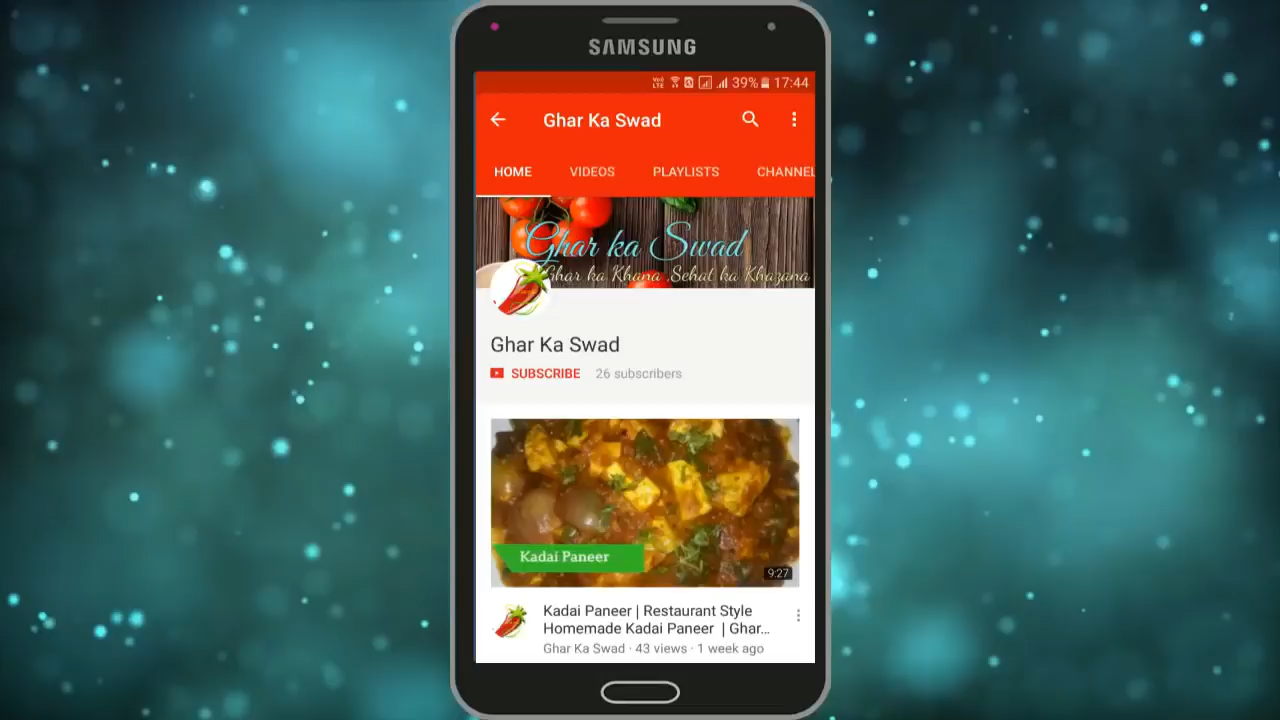 SAMSUNG
39% 17:44
Ghar Ka Swad
HOME VIDEOS PLAYLISTS CHANNEL
Ghar ka Swad
Ghar ka Khana ,Sehat ka Khazana
Ghar Ka Swad
SUBSCRIBE 26 subscribers
Kadai Paneer
9:27
Kadai Paneer | Restaurant Style
Homemade Kadai Paneer | Ghar...
Ghar Ka Swad · 43 views · 1 week ago